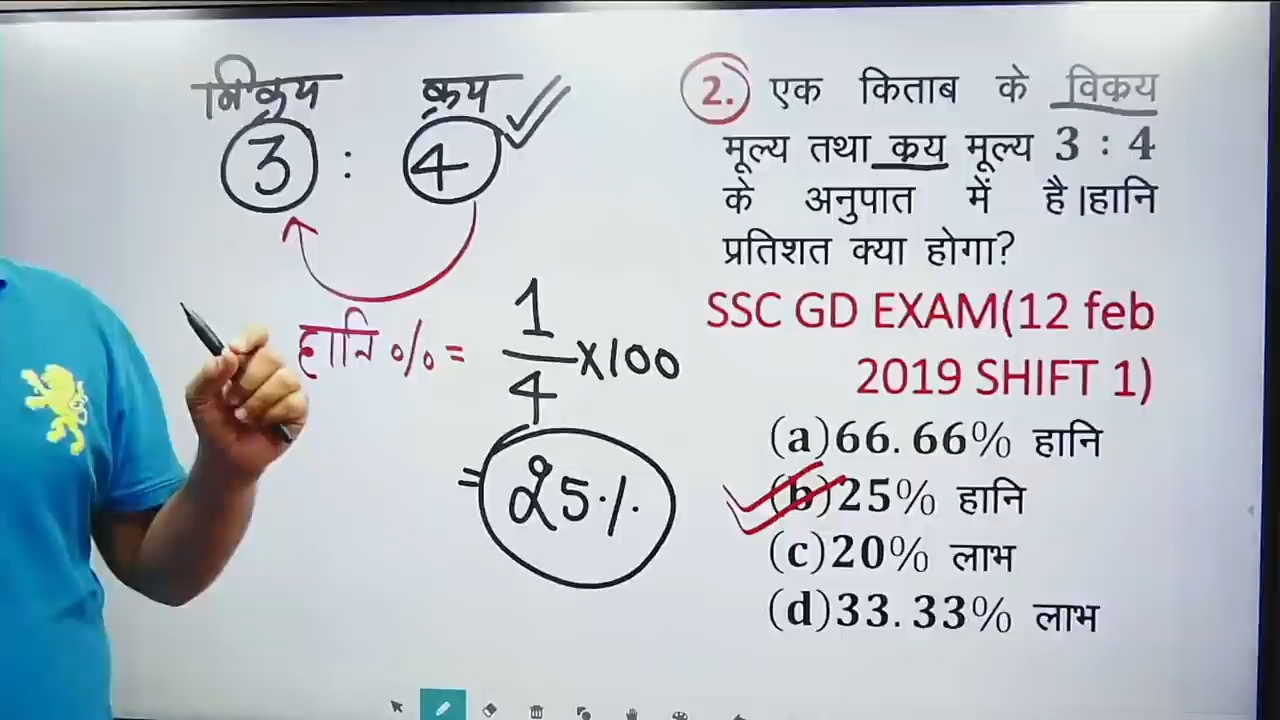 विक्रय क्रय
3 : 4
हानि % = 1/4 ×100
= 25%
2. एक किताब के विक्रय
मूल्य तथा क्रय मूल्य 3 : 4
के अनुपात में है|हानि
प्रतिशत क्या होगा?
SSC GD EXAM(12 feb
2019 SHIFT 1)
(a)66.66% हानि
(b)25% हानि
(c)20% लाभ
(d)33.33% लाभ